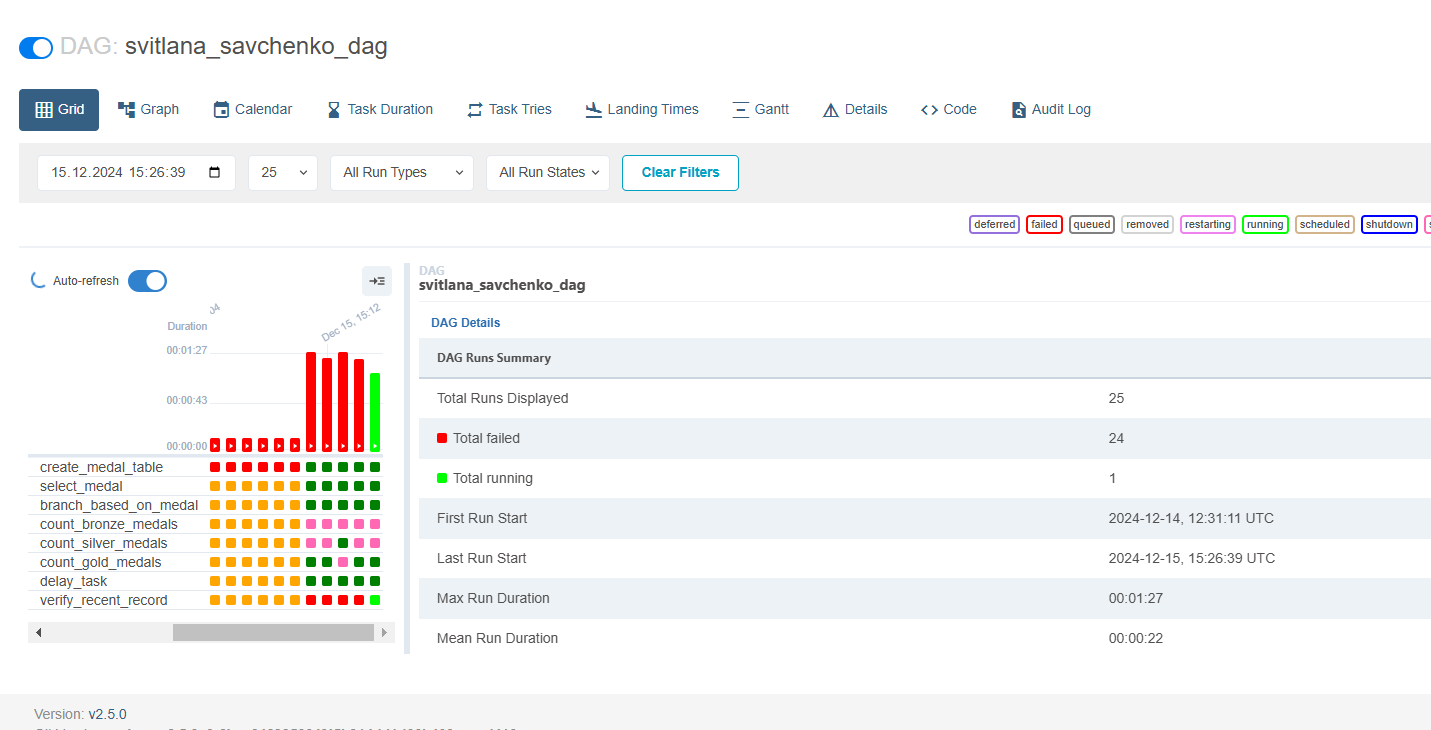 DAG: svitlana_savchenko_dag
Grid Graph Calendar Task Duration Task Tries Landing Times Gantt Details Code Audit Log
15.12.2024 15:26:39 25 All Run Types All Run States Clear Filters
deferred failed queued removed restarting running scheduled shutdown
Auto-refresh
DAG
svitlana_savchenko_dag
DAG Details
04
Dec 15, 15:12
Duration
00:01:27
00:00:43
00:00:00
create_medal_table
select_medal
branch_based_on_medal
count_bronze_medals
count_silver_medals
count_gold_medals
delay_task
verify_recent_record
DAG Runs Summary
Total Runs Displayed 25
Total failed 24
Total running 1
First Run Start 2024-12-14, 12:31:11 UTC
Last Run Start 2024-12-15, 15:26:39 UTC
Max Run Duration 00:01:27
Mean Run Duration 00:00:22
Version: v2.5.0